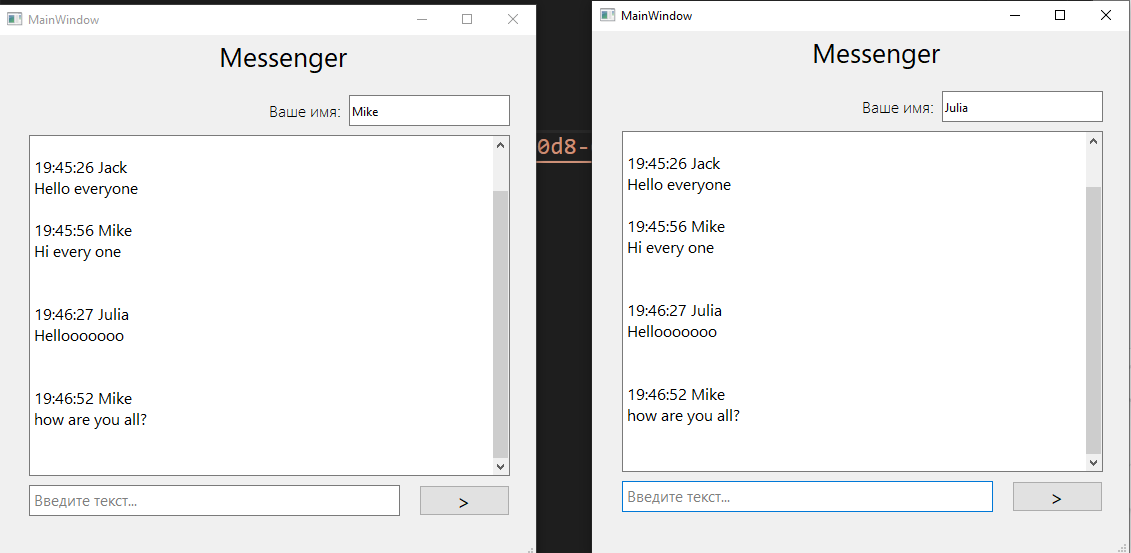 MainWindow
Messenger
Ваше имя: Mike
19:45:26 Jack
Hello everyone
19:45:56 Mike
Hi every one
19:46:27 Julia
Hellooooooo
19:46:52 Mike
how are you all?
Введите текст...
>
0d8-
MainWindow
Messenger
Ваше имя: Julia
19:45:26 Jack
Hello everyone
19:45:56 Mike
Hi every one
19:46:27 Julia
Hellooooooo
19:46:52 Mike
how are you all?
Введите текст...
>